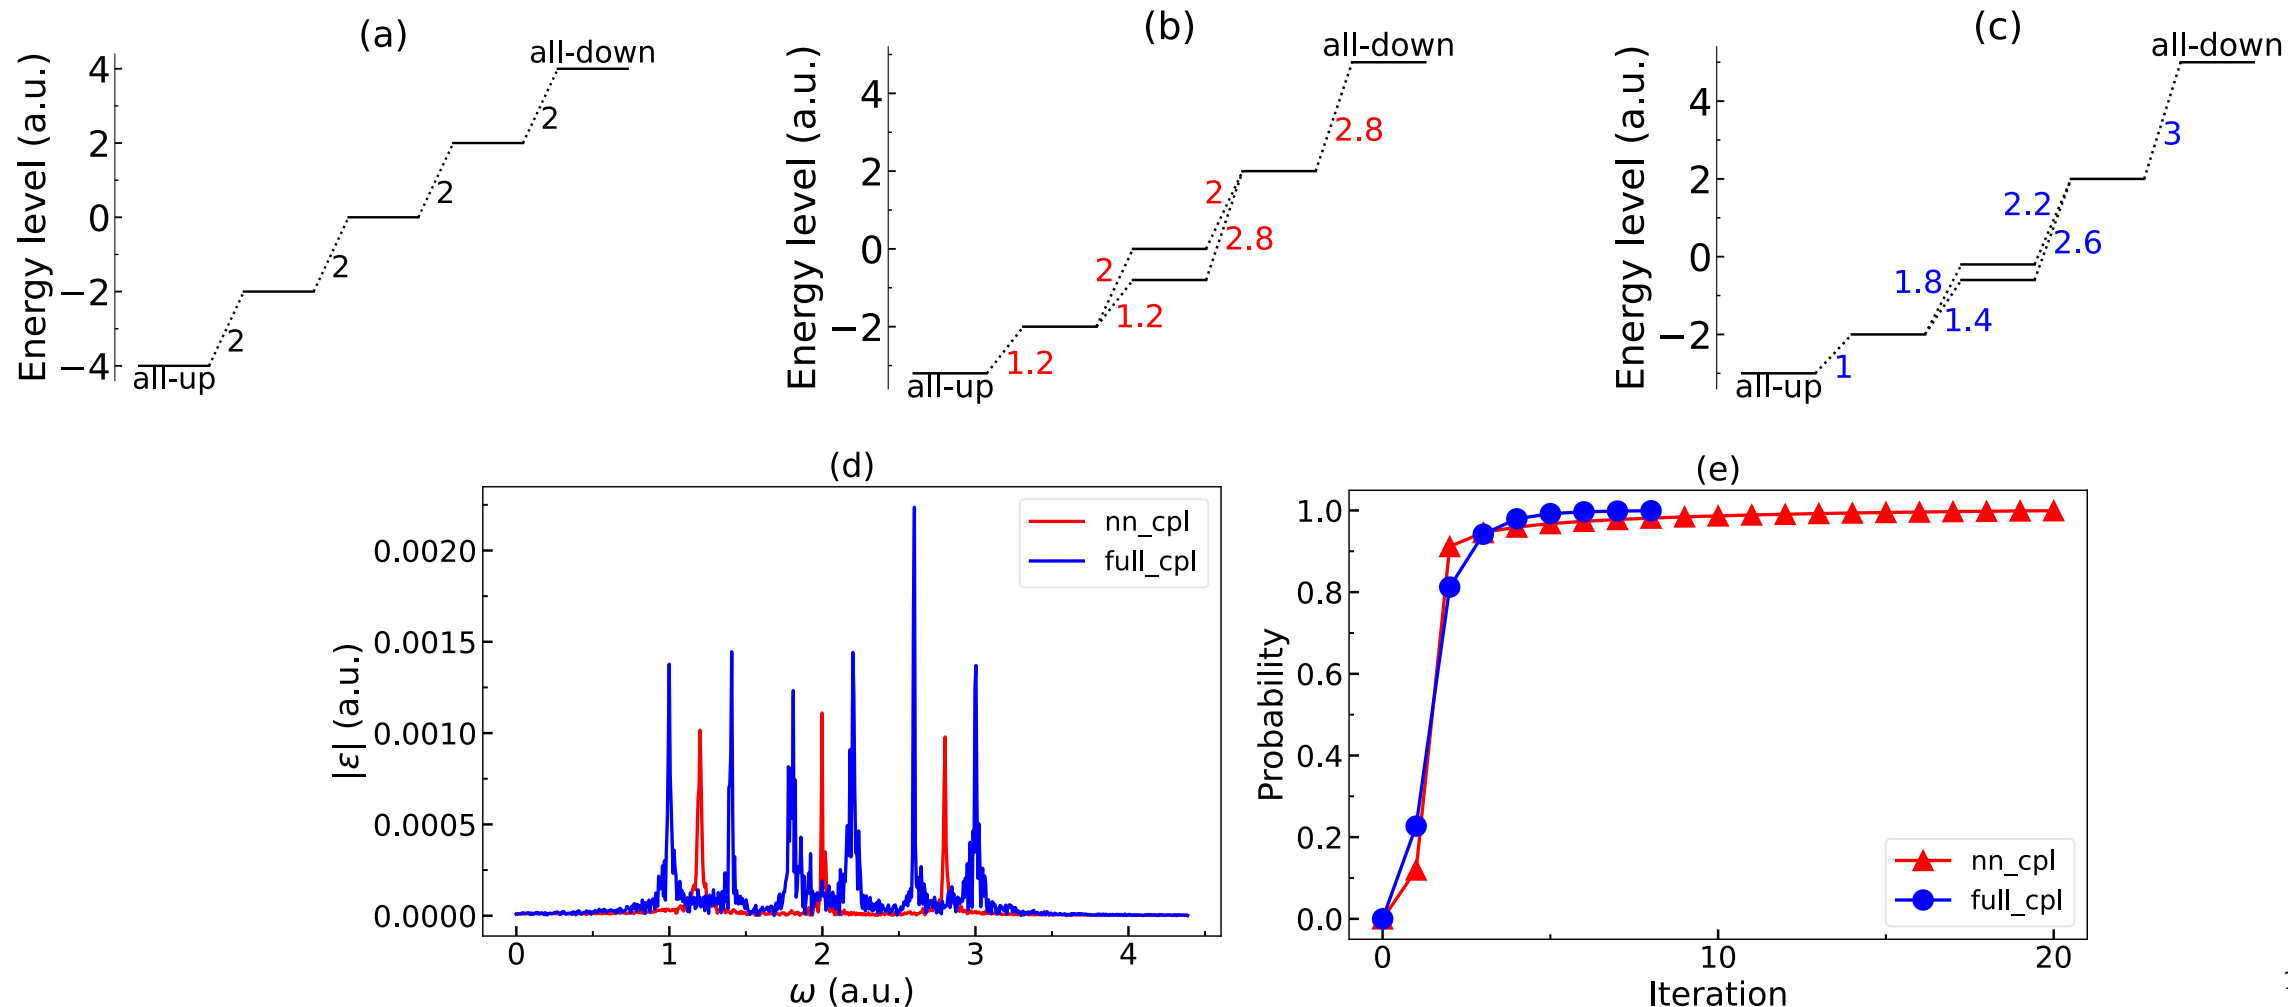 (a)
Energy level (a.u.)
4
2
0
−2
−4
all-down
2
2
2
2
all-up
(b)
Energy level (a.u.)
4
2
0
−2
all-down
2.8
2
2.8
2
1.2
1.2
all-up
(c)
Energy level (a.u.)
4
2
0
−2
all-down
3
2.2
2.6
1.8
1.4
1
all-up
(d)
|ε| (a.u.)
0.0020
0.0015
0.0010
0.0005
0.0000
nn_cpl
full_cpl
0 1 2 3 4
ω (a.u.)
(e)
Probability
1.0
0.8
0.6
0.4
0.2
0.0
nn_cpl
full_cpl
0 10 20
Iteration